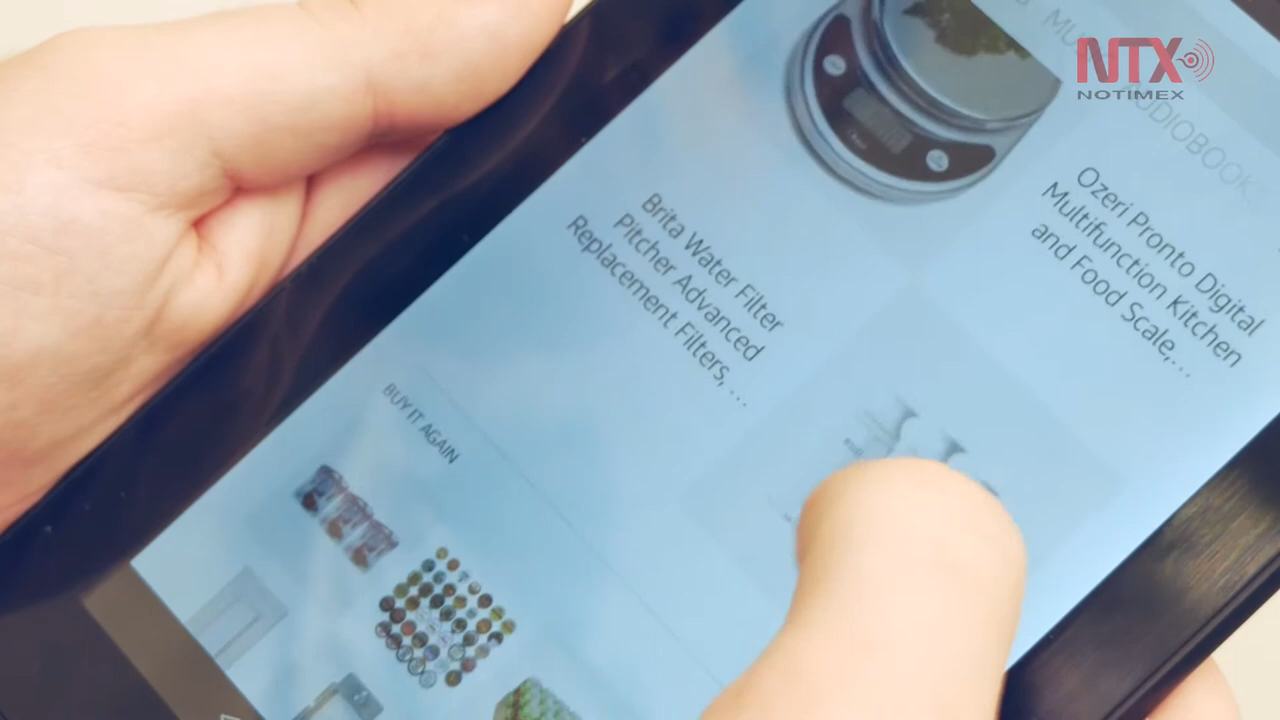 NTX
NOTIMEX
AUDIOBOOKS
Ozeri Pronto Digital
Multifunction Kitchen
and Food Scale,...
Brita Water Filter
Pitcher Advanced
Replacement Filters, ...
BUY IT AGAIN